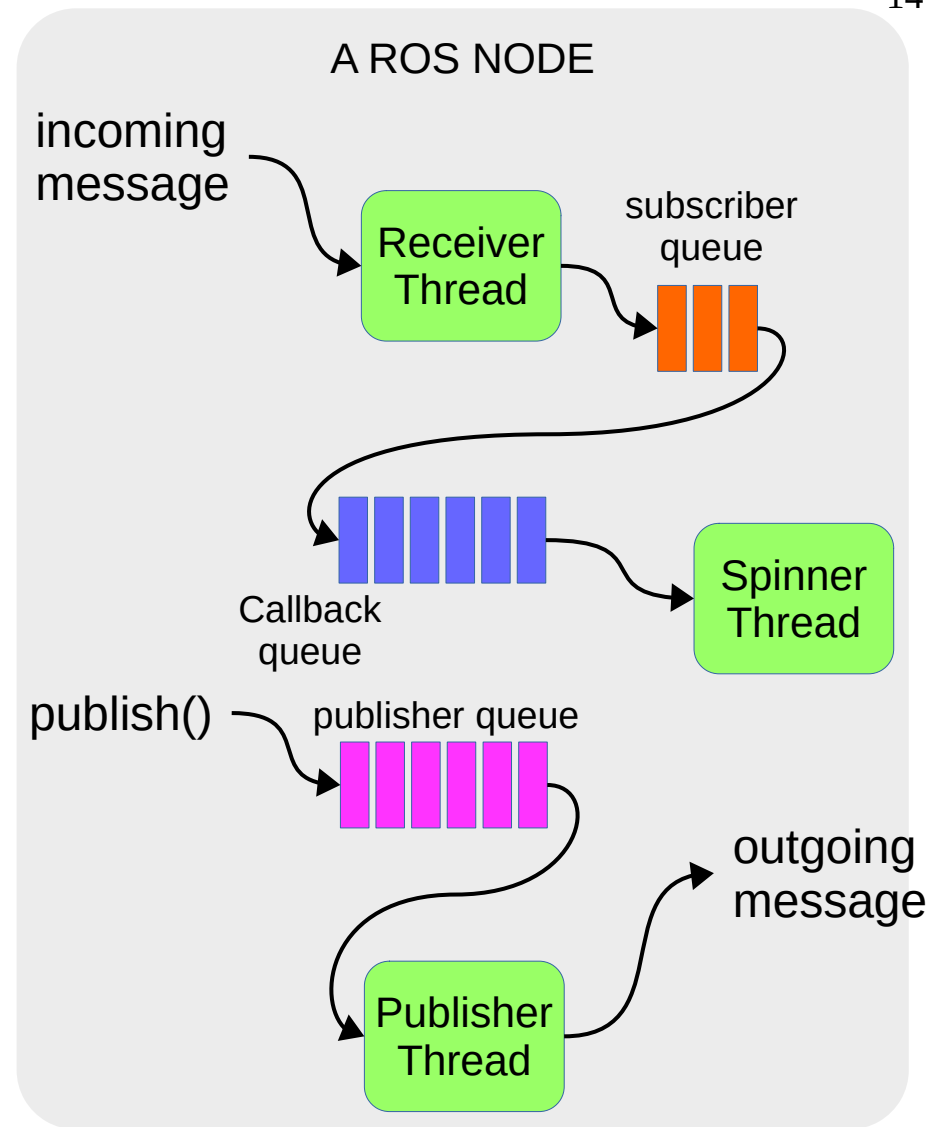 14
A ROS NODE
incoming
message
Receiver
Thread
subscriber
queue
Callback
queue
Spinner
Thread
publish()
publisher queue
outgoing
message
Publisher
Thread